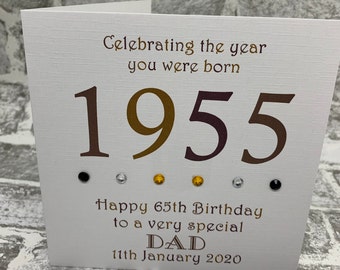 Celebrating the year
you were born
1955
Happy 65th Birthday
to a very special
DAD
11th January 2020